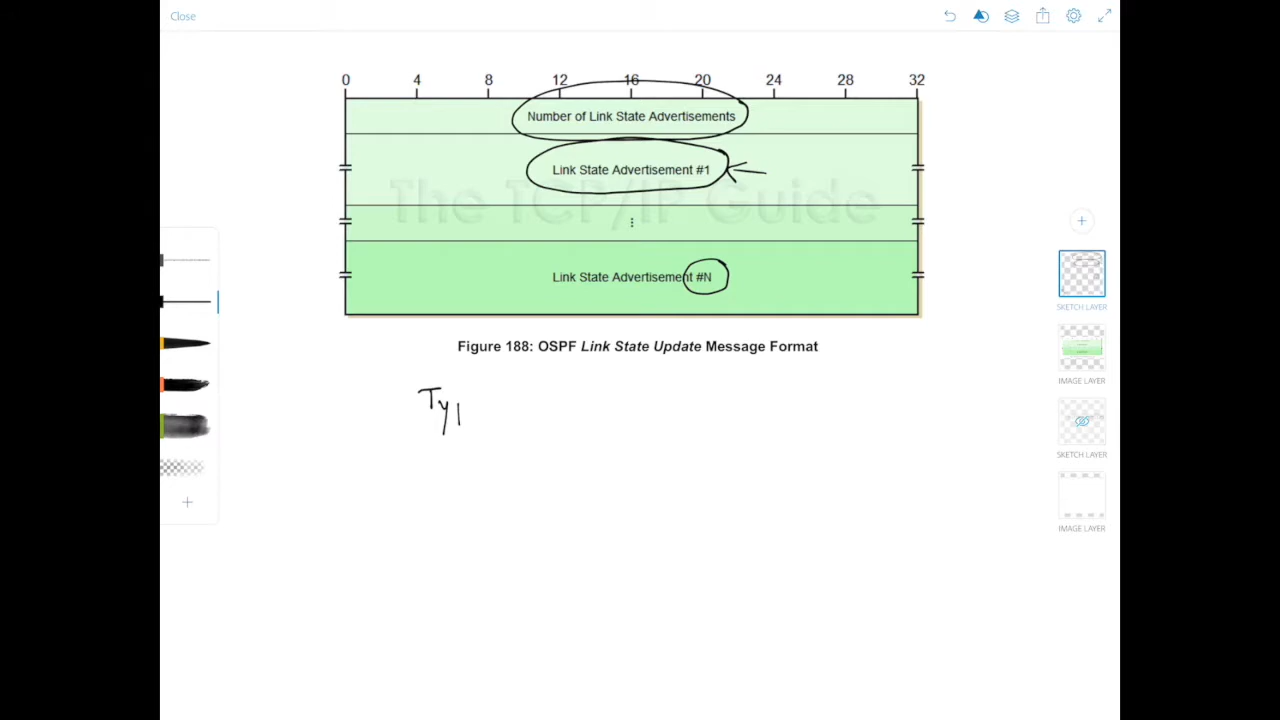 Close
0 4 8 12 16 20 24 28 32
Number of Link State Advertisements
Link State Advertisement #1
The TCP/IP Guide
⋮
Link State Advertisement #N
Figure 188: OSPF Link State Update Message Format
Ty
SKETCH LAYER
IMAGE LAYER
SKETCH LAYER
IMAGE LAYER